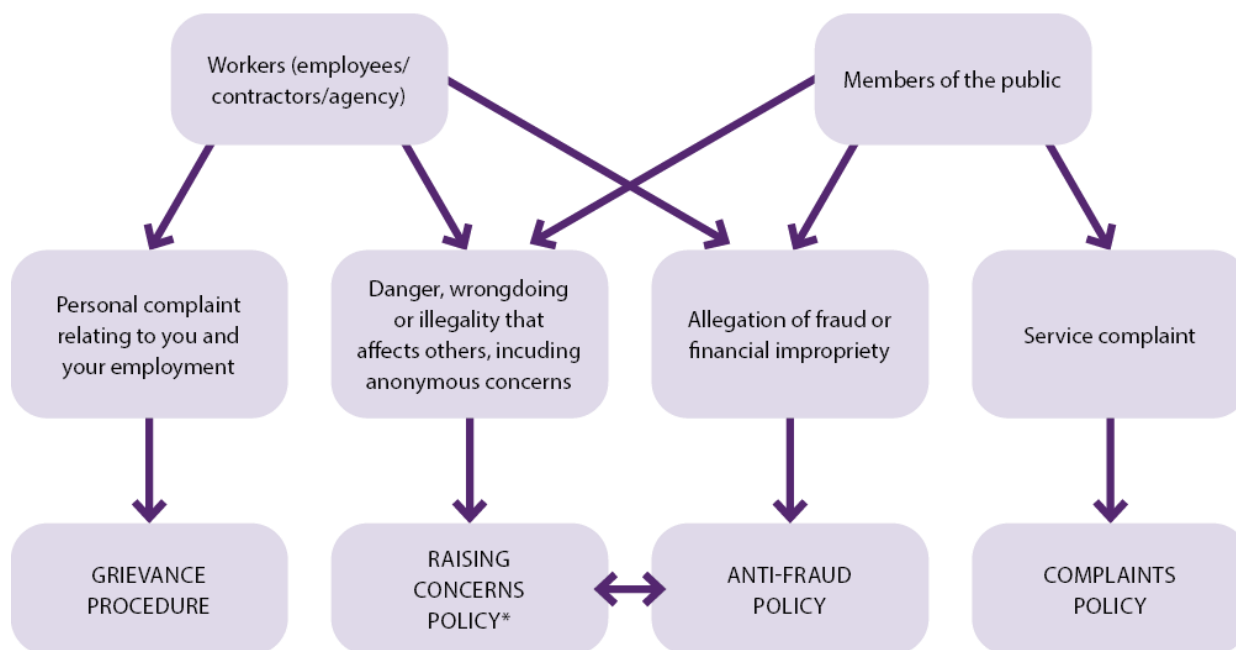 Workers (employees/
contractors/agency)
Members of the public
Personal complaint
relating to you and
your employment
Danger, wrongdoing
or illegality that
affects others, incuding
anonymous concerns
Allegation of fraud or
financial impropriety
Service complaint
GRIEVANCE
PROCEDURE
RAISING
CONCERNS
POLICY*
ANTI-FRAUD
POLICY
COMPLAINTS
POLICY